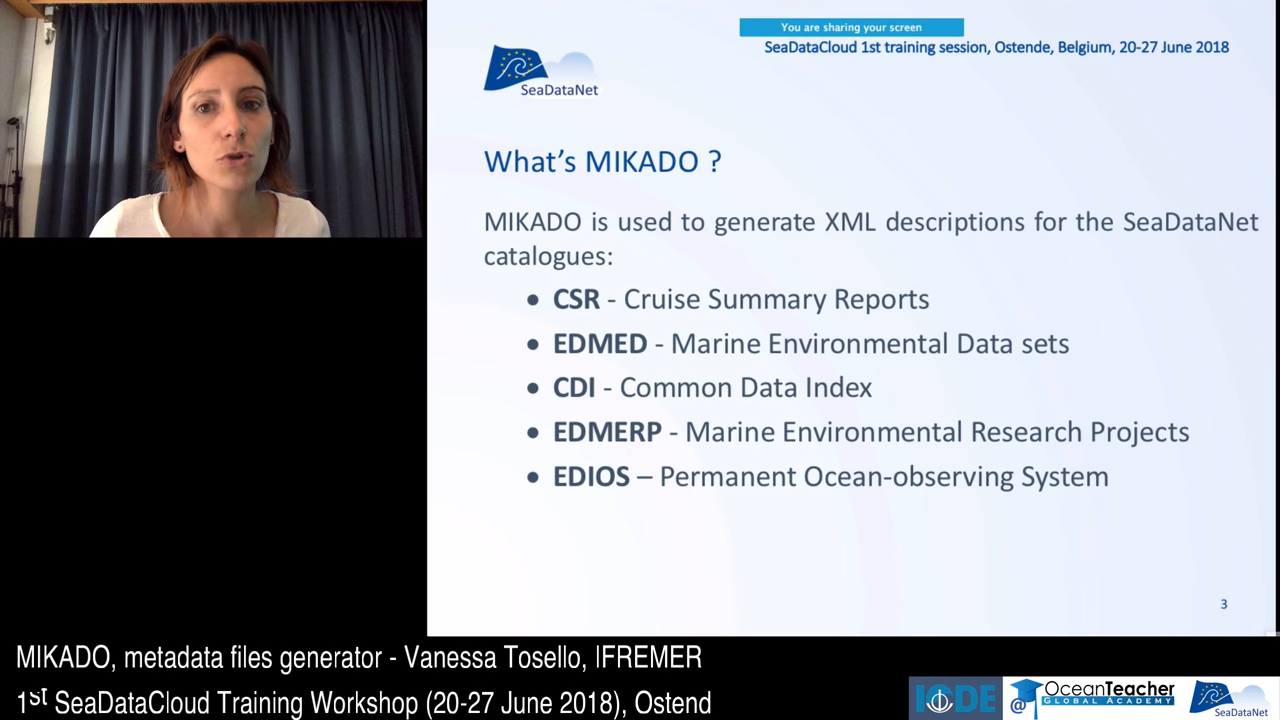 You are sharing your screen
SeaDataCloud 1st training session, Ostende, Belgium, 20-27 June 2018
SeaDataNet
What's MIKADO ?
MIKADO is used to generate XML descriptions for the SeaDataNet
catalogues:
• CSR - Cruise Summary Reports
• EDMED - Marine Environmental Data sets
• CDI - Common Data Index
• EDMERP - Marine Environmental Research Projects
• EDIOS – Permanent Ocean-observing System
3
MIKADO, metadata files generator - Vanessa Tosello, IFREMER
1st SeaDataCloud Training Workshop (20-27 June 2018), Ostend
IODE
@ OceanTeacher
GLOBAL ACADEMY
SeaDataNet